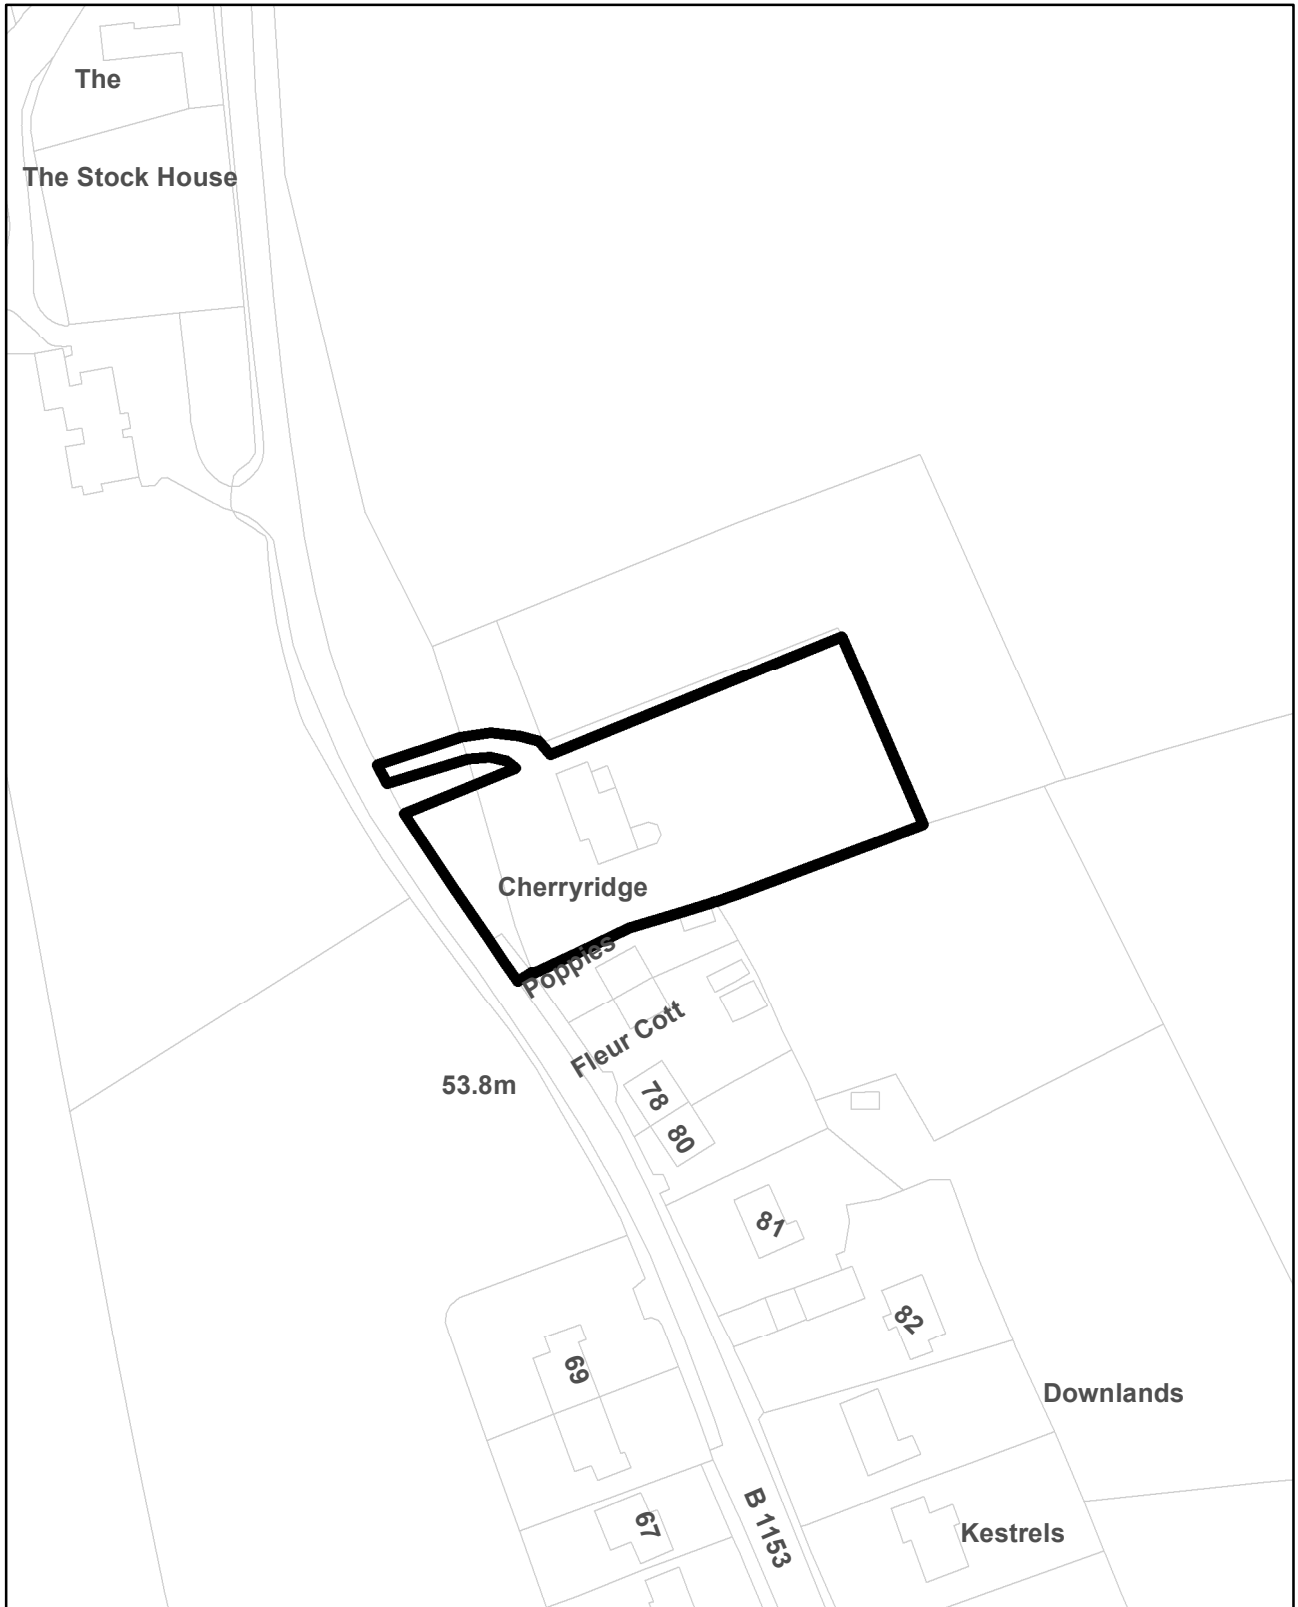 The
The Stock House
Cherryridge
Poppies
Fleur Cott
53.8m
78
80
81
82
69
Downlands
B 1153
67
Kestrels